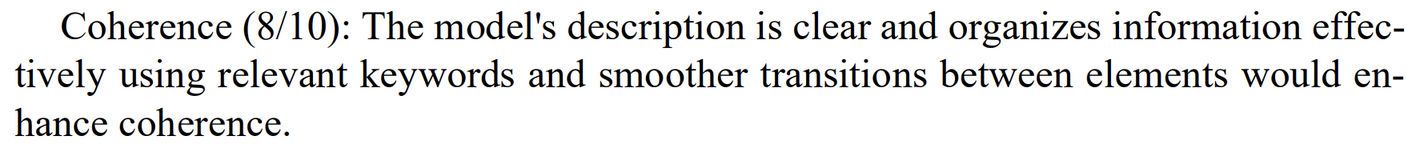 Coherence (8/10): The model's description is clear and organizes information effec-
tively using relevant keywords and smoother transitions between elements would en-
hance coherence.